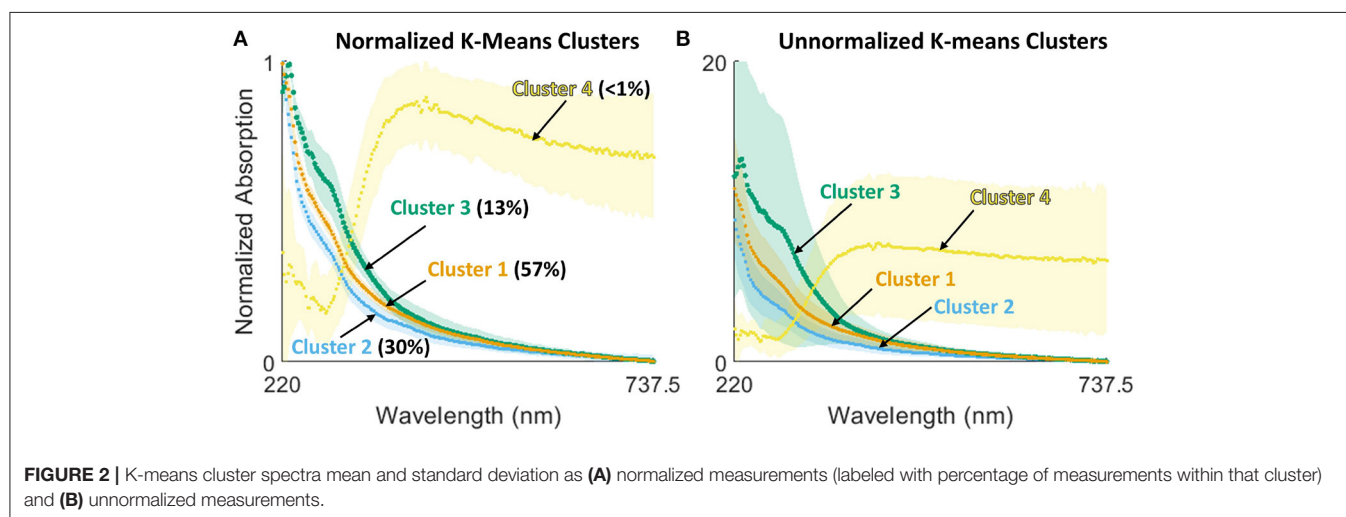 A Normalized K-Means Clusters
1
Normalized Absorption
Cluster 4 (<1%)
Cluster 3 (13%)
Cluster 1 (57%)
Cluster 2 (30%)
0
220 737.5
Wavelength (nm)
B Unnormalized K-means Clusters
20
Cluster 3
Cluster 4
Cluster 1
Cluster 2
0
220 737.5
Wavelength (nm)
FIGURE 2 | K-means cluster spectra mean and standard deviation as (A) normalized measurements (labeled with percentage of measurements within that cluster)
and (B) unnormalized measurements.